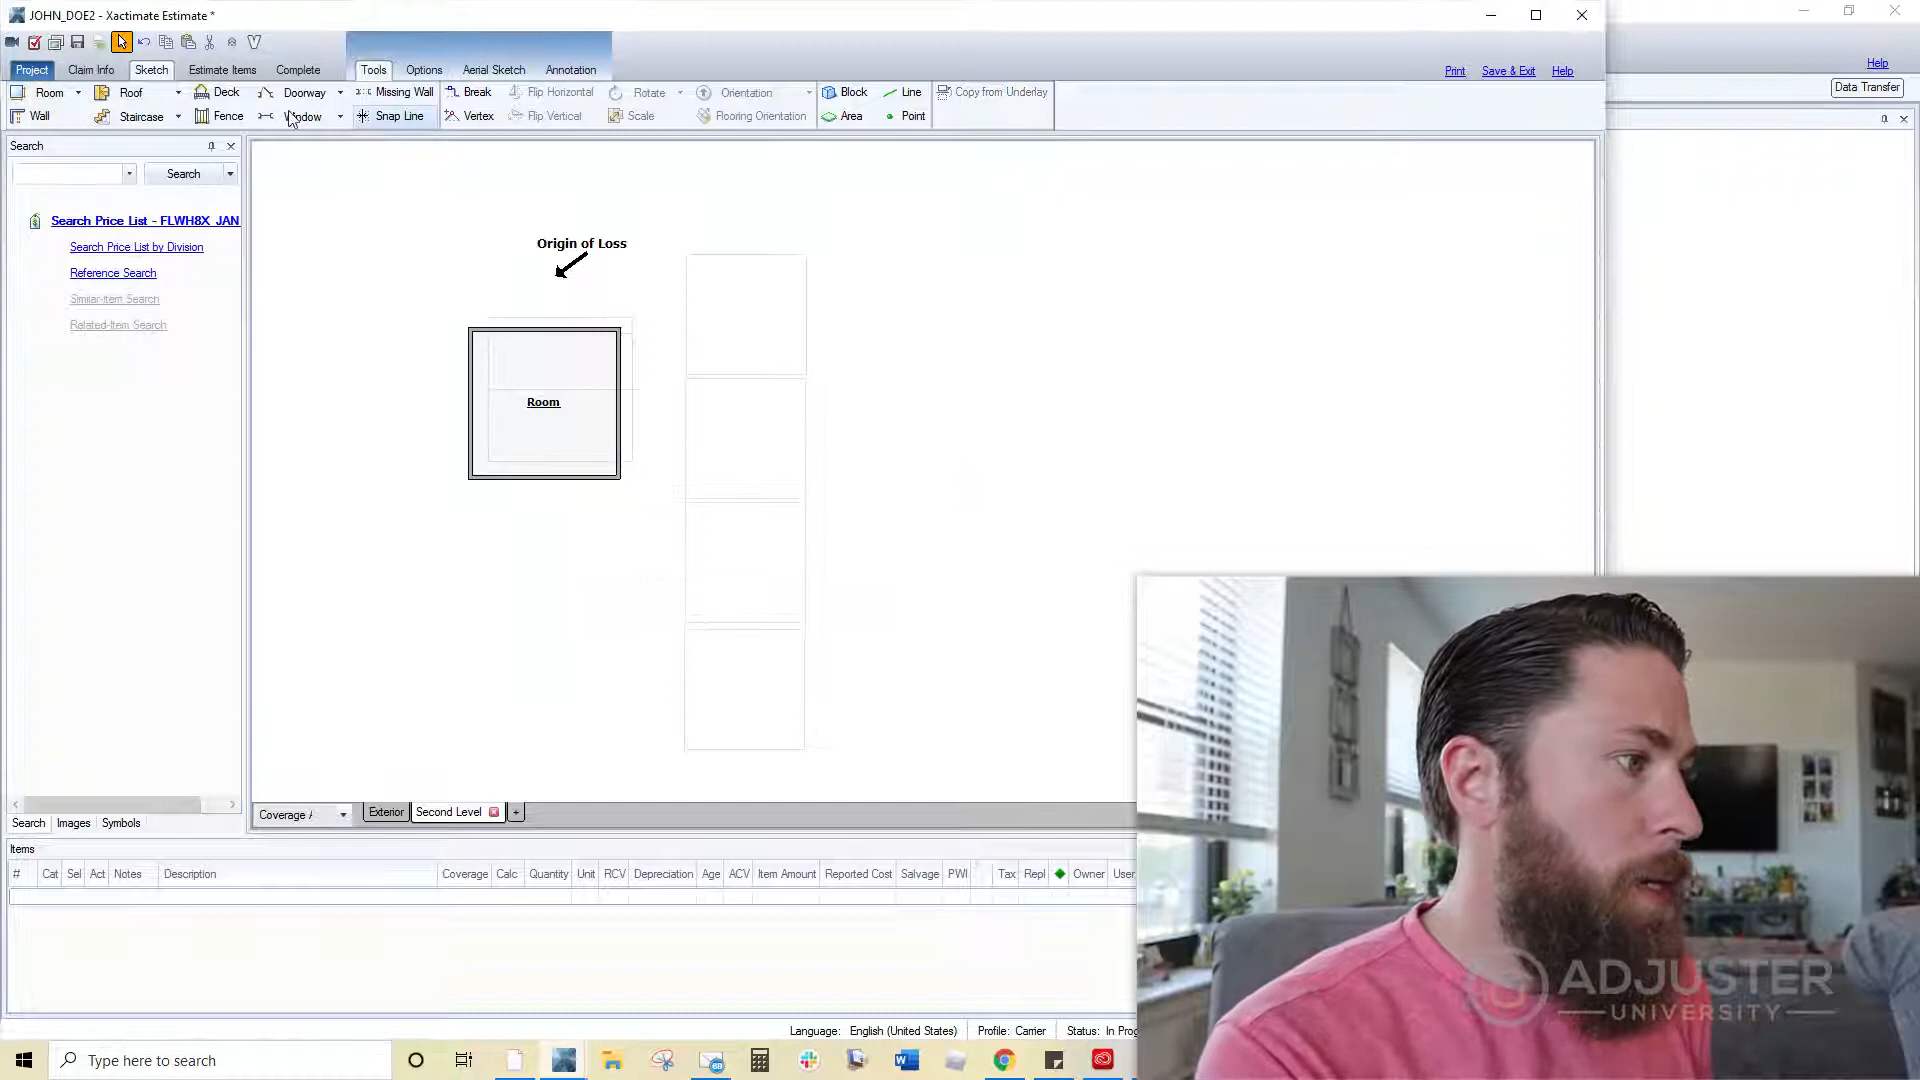 JOHN_DOE2 - Xactimate Estimate *
Project Claim Info Sketch Estimate Items Complete Tools Options Aerial Sketch Annotation Print Save & Exit Help
Help
Room Roof Deck Doorway Missing Wall Break Flip Horizontal Rotate Orientation Block Line Copy from Underlay
Data Transfer
Wall Staircase Fence Window Snap Line Vertex Flip Vertical Scale Flooring Orientation Area Point
Search
Search
Search Price List - FLWH8X_JAN
Search Price List by Division
Reference Search
Similar-Item Search
Related-Item Search
Origin of Loss
Room
Coverage A Exterior Second Level +
Search Images Symbols
Items
# Cat Sel Act Notes Description Coverage Calc Quantity Unit RCV Depreciation Age ACV Item Amount Reported Cost Salvage PWI Tax Repl Owner User
ADJUSTER
UNIVERSITY
Language: English (United States) Profile: Carrier Status: In Prog
Type here to search
68